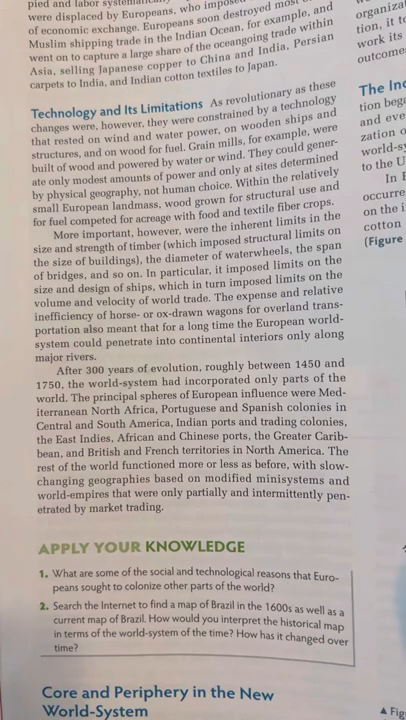 pied and labor systematically
were displaced by Europeans, who imposed
of economic exchange. Europeans soon destroyed most of
Muslim shipping trade in the Indian Ocean, for example, and
went on to capture a large share of the oceangoing trade within
Asia, selling Japanese copper to China and India, Persian
carpets to India, and Indian cotton textiles to Japan.
Technology and Its Limitations As revolutionary as these
changes were, however, they were constrained by a technology
that rested on wind and water power, on wooden ships and
structures, and on wood for fuel. Grain mills, for example, were
built of wood and powered by water or wind. They could gener-
ate only modest amounts of power and only at sites determined
by physical geography, not human choice. Within the relatively
small European landmass, wood grown for structural use and
for fuel competed for acreage with food and textile fiber crops.
More important, however, were the inherent limits in the
size and strength of timber (which imposed structural limits on
the size of buildings), the diameter of waterwheels, the span
of bridges, and so on. In particular, it imposed limits on the
size and design of ships, which in turn imposed limits on the
volume and velocity of world trade. The expense and relative
inefficiency of horse- or ox-drawn wagons for overland trans-
portation also meant that for a long time the European world-
system could penetrate into continental interiors only along
major rivers.
After 300 years of evolution, roughly between 1450 and
1750, the world-system had incorporated only parts of the
world. The principal spheres of European influence were Med-
iterranean North Africa, Portuguese and Spanish colonies in
Central and South America, Indian ports and trading colonies,
the East Indies, African and Chinese ports, the Greater Carib-
bean, and British and French territories in North America. The
rest of the world functioned more or less as before, with slow-
changing geographies based on modified minisystems and
world-empires that were only partially and intermittently pen-
etrated by market trading.
APPLY YOUR KNOWLEDGE
1. What are some of the social and technological reasons that Euro-
peans sought to colonize other parts of the world?
2. Search the Internet to find a map of Brazil in the 1600s as well as a
current map of Brazil. How would you interpret the historical map
in terms of the world-system of the time? How has it changed over
time?
Core and Periphery in the New
World-System
organiza
tion, it t
work its
outcome
The In
tion beg
and eve
zation o
world-s
to the U
In E
occurre
on the i
cotton
(Figure
▲ Fig